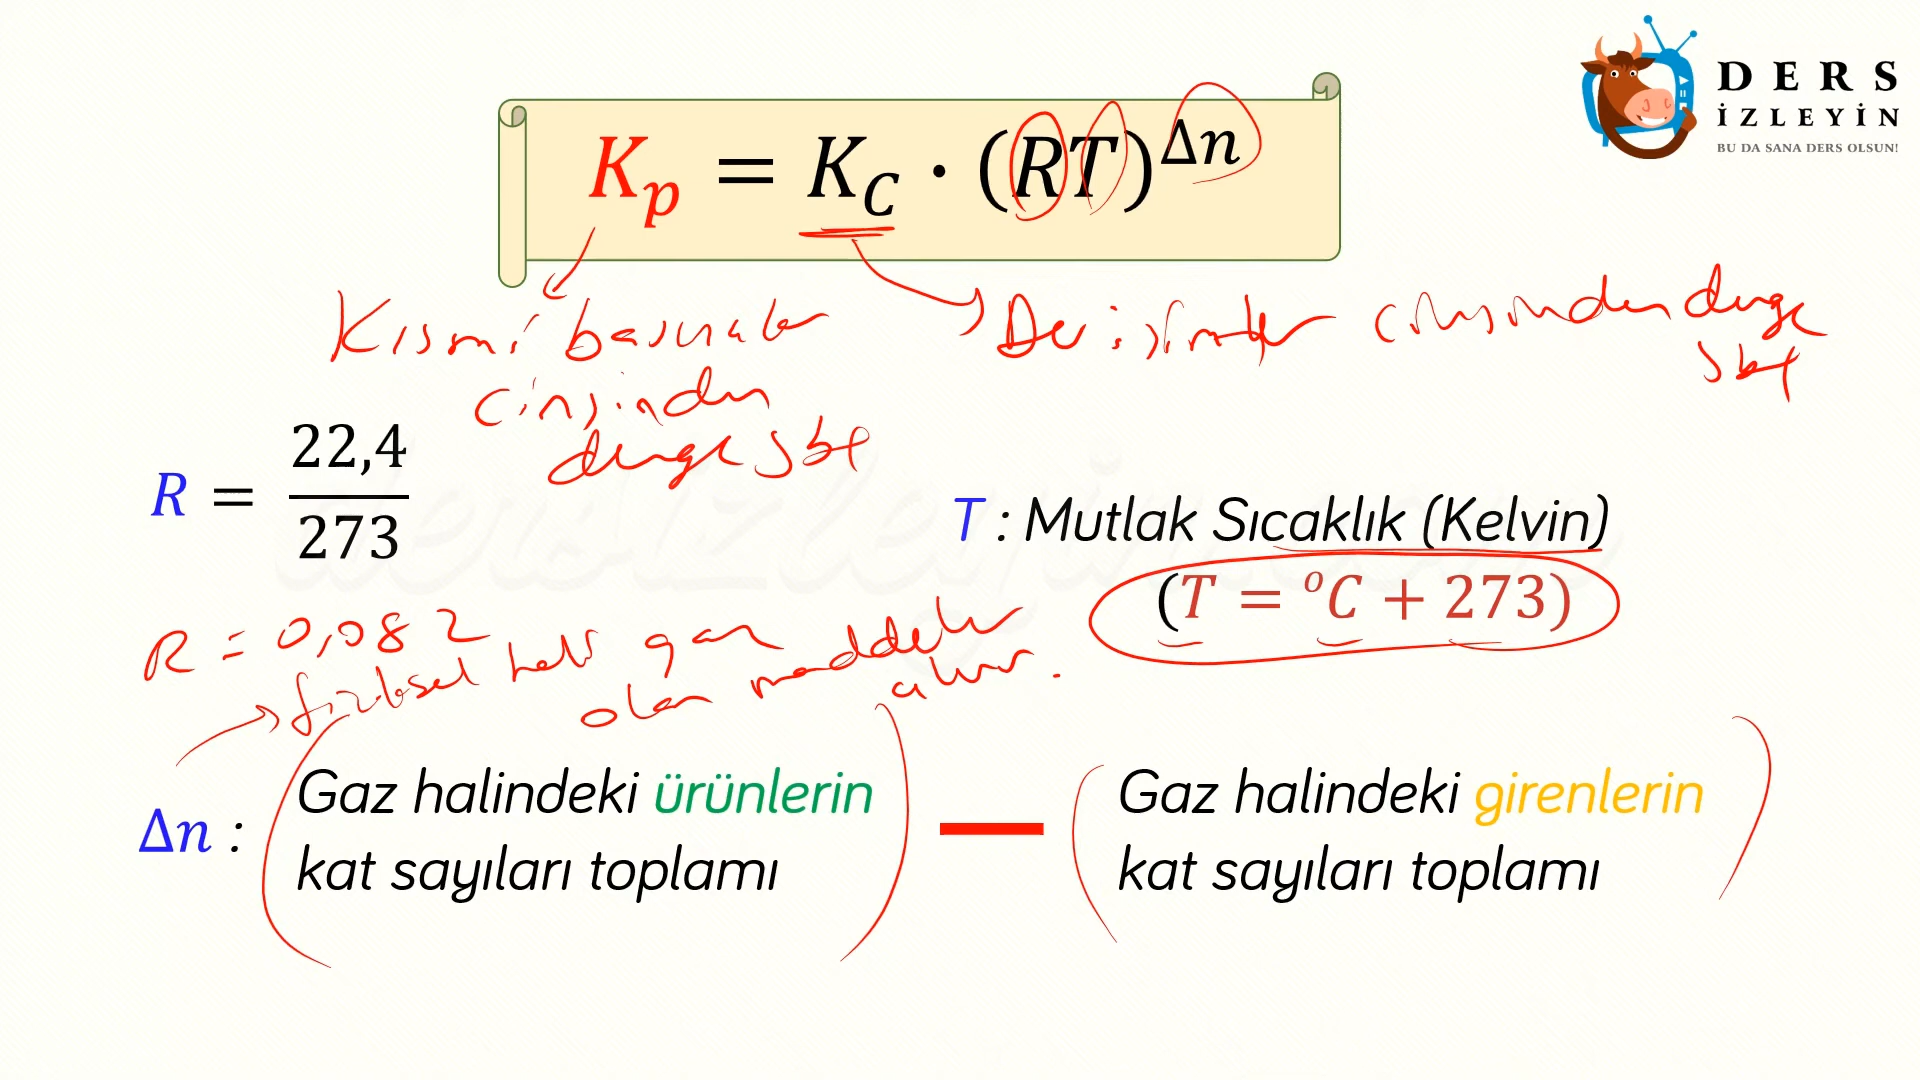 DERS
İZLEYİN
BU DA SANA DERS OLSUN!
Kp = KC · (RT)^Δn
Kısmi basınçlar
cinsinden
denge sbt
Derişimler cinsinden denge
sbt
R = 22,4
273
T : Mutlak Sıcaklık (Kelvin)
(T = °C + 273)
R = 0,082
fiziksel hali gaz
olan maddeler
alınır.
Δn :
Gaz halindeki ürünlerin
kat sayıları toplamı
—
Gaz halindeki girenlerin
kat sayıları toplamı